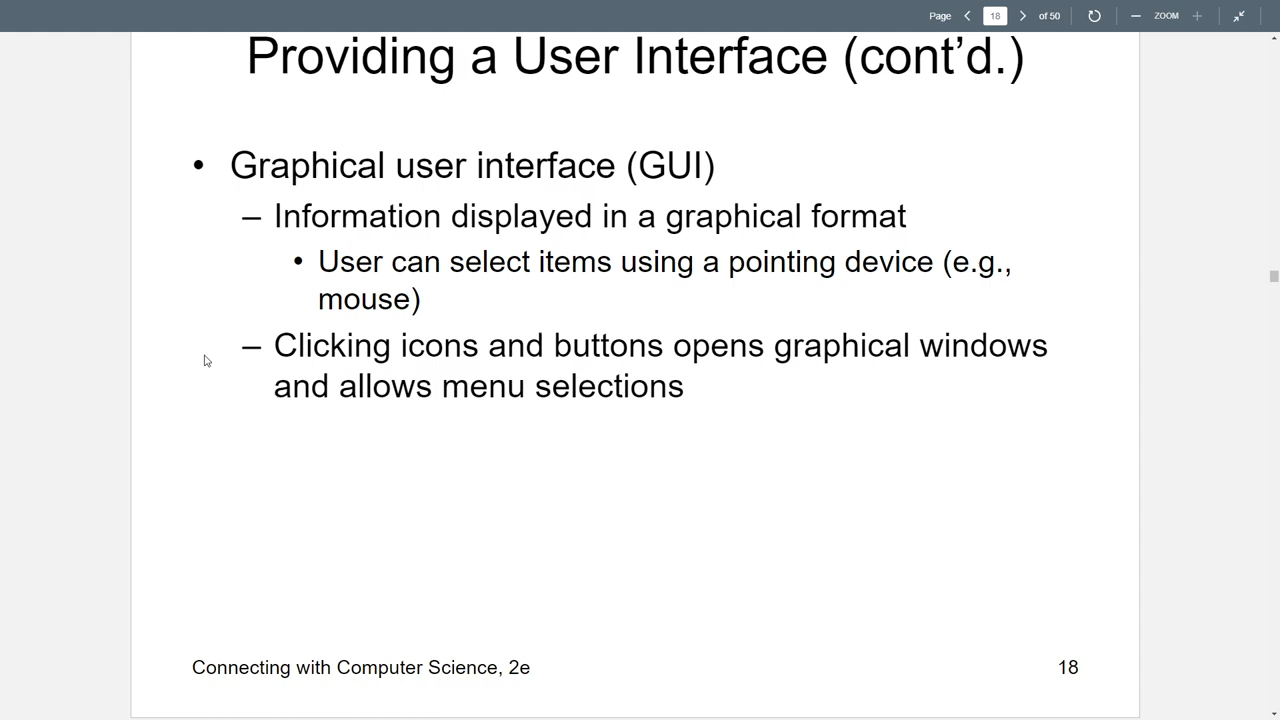 Page 18 of 50 ZOOM
Providing a User Interface (cont’d.)
• Graphical user interface (GUI)
– Information displayed in a graphical format
• User can select items using a pointing device (e.g.,
mouse)
– Clicking icons and buttons opens graphical windows
and allows menu selections
Connecting with Computer Science, 2e 18